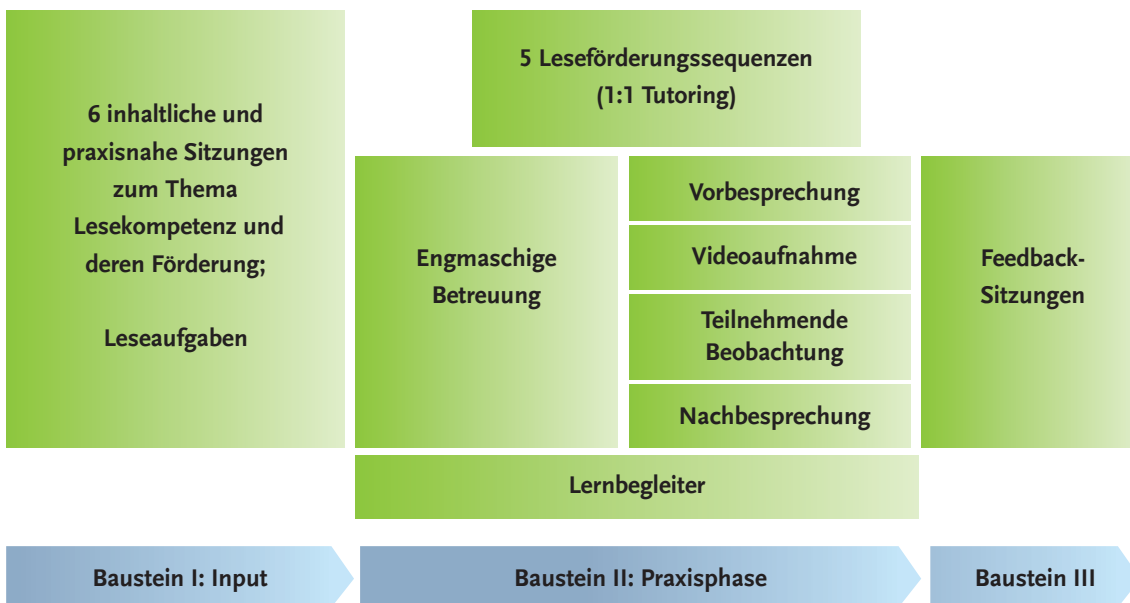 6 inhaltliche und
praxisnahe Sitzungen
zum Thema
Lesekompetenz und
deren Förderung;
Leseaufgaben
5 Leseförderungssequenzen
(1:1 Tutoring)
Engmaschige
Betreuung
Vorbesprechung
Videoaufnahme
Teilnehmende
Beobachtung
Nachbesprechung
Feedback-
Sitzungen
Lernbegleiter
Baustein I: Input
Baustein II: Praxisphase
Baustein III